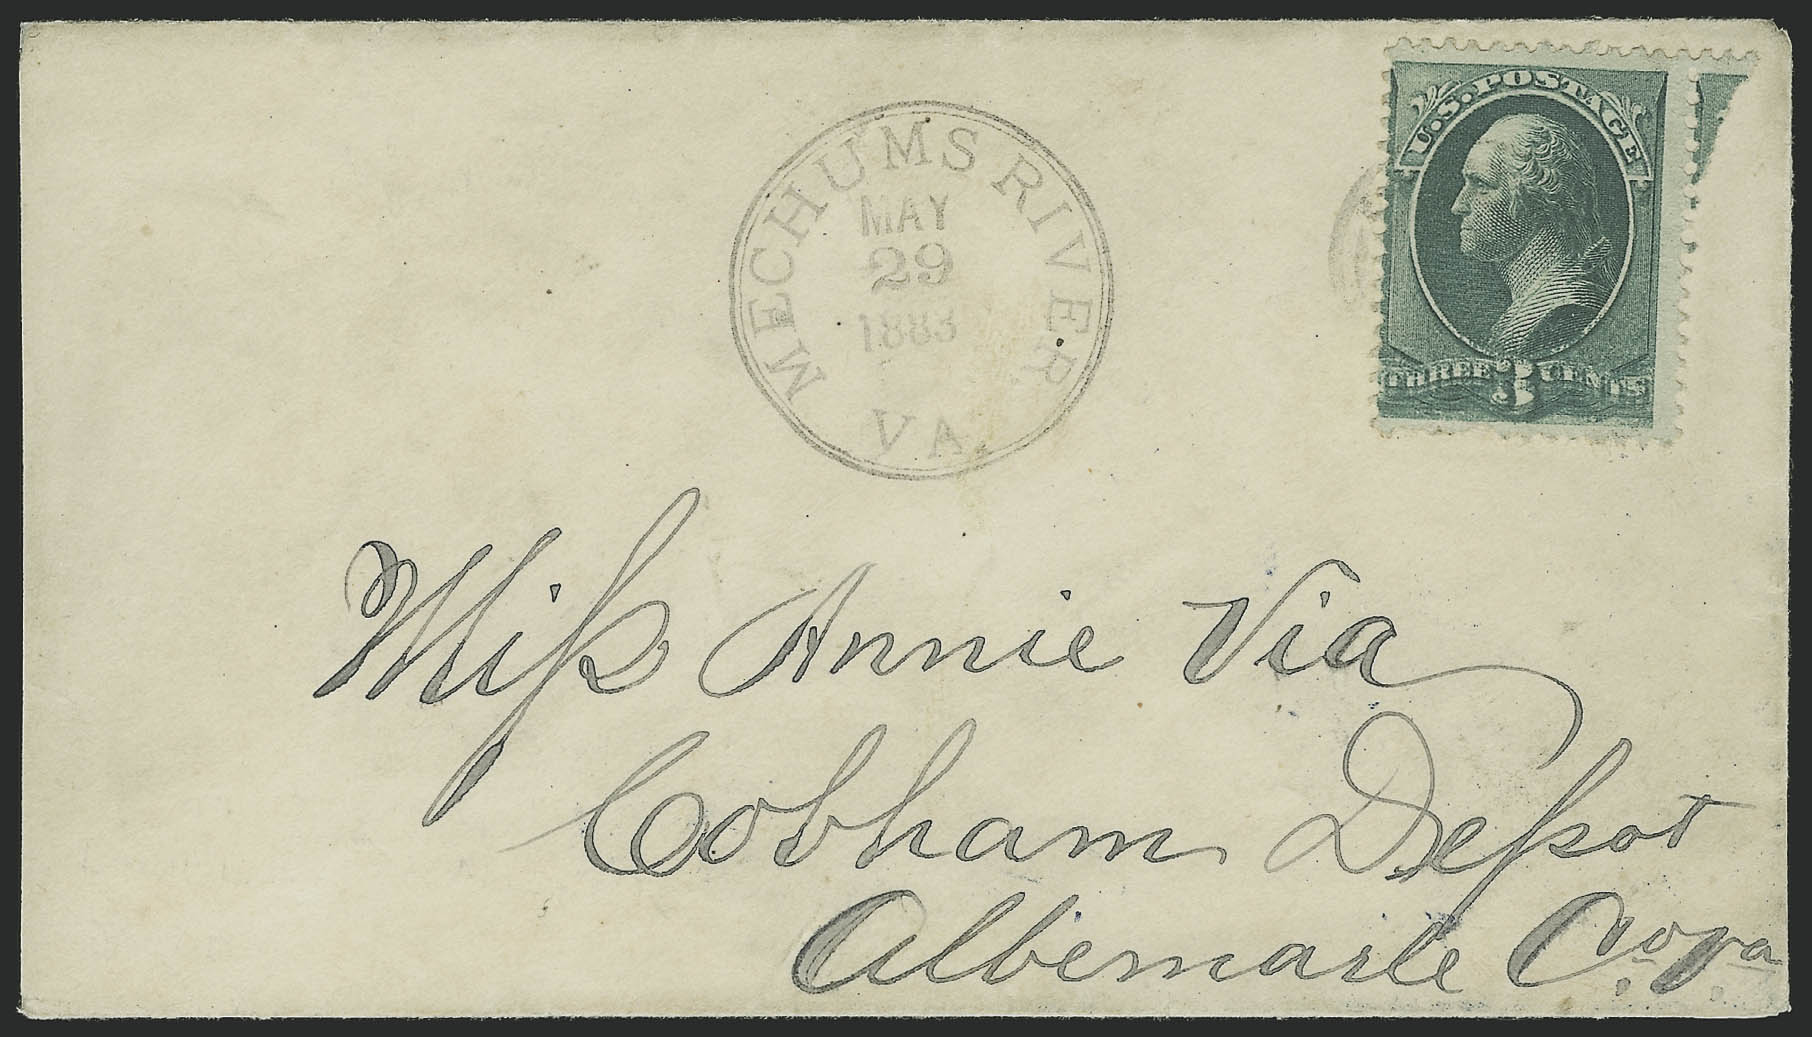 MECHUMS RIVER
MAY
29
1883
VA.
U.S. POSTAGE
THREE 3 CENTS
Miss Annie Via
Cobham Depot
Albemarle Co. Va